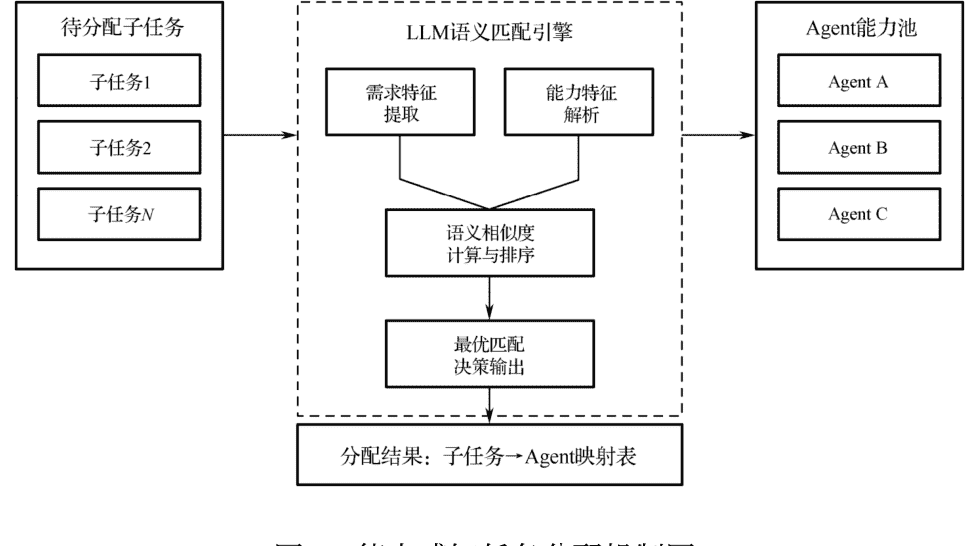 待分配子任务
子任务1
子任务2
子任务N
LLM语义匹配引擎
需求特征
提取
能力特征
解析
语义相似度
计算与排序
最优匹配
决策输出
Agent能力池
Agent A
Agent B
Agent C
分配结果：子任务→Agent映射表